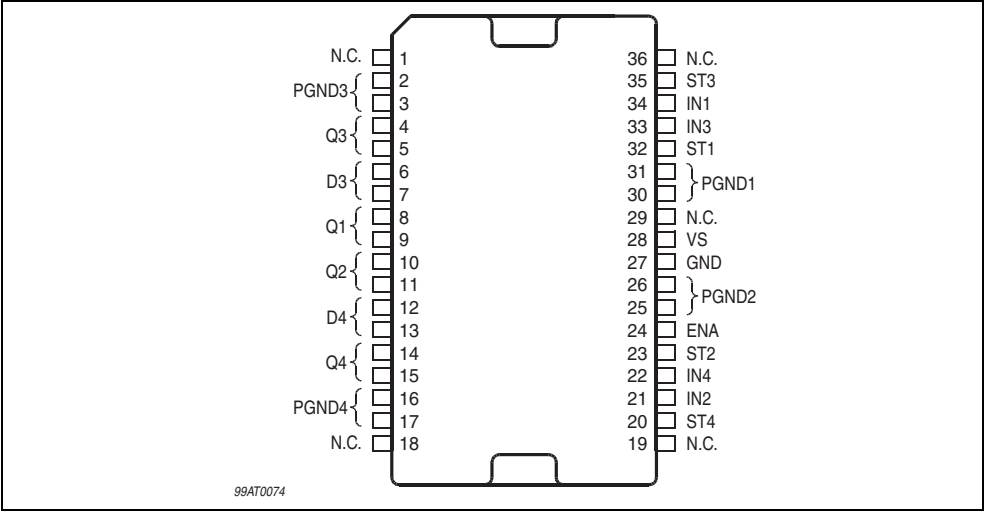 N.C. 1 36 N.C.
2 35 ST3
PGND3
3 34 IN1
4 33 IN3
Q3
5 32 ST1
6 31
D3 PGND1
7 30
8 29 N.C.
Q1
9 28 VS
10 27 GND
Q2
11 26
D4 PGND2
12 25
13 24 ENA
14 23 ST2
Q4
15 22 IN4
16 21 IN2
PGND4
17 20 ST4
N.C. 18 19 N.C.
99AT0074